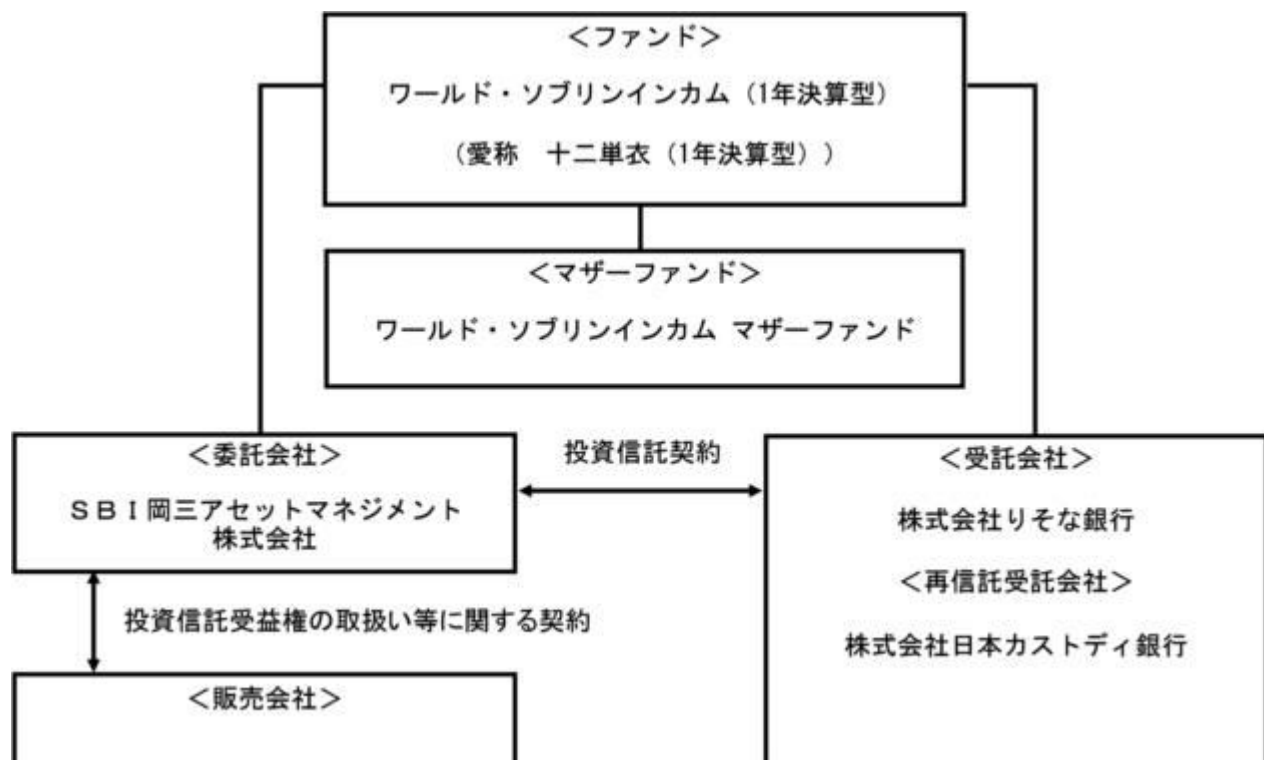 ＜ファンド＞
ワールド・ソブリンインカム（1年決算型）
（愛称　十二単衣（1年決算型））
＜マザーファンド＞
ワールド・ソブリンインカム マザーファンド
＜委託会社＞
ＳＢＩ岡三アセットマネジメント
株式会社
投資信託契約
＜受託会社＞
株式会社りそな銀行
＜再信託受託会社＞
株式会社日本カストディ銀行
投資信託受益権の取扱い等に関する契約
＜販売会社＞